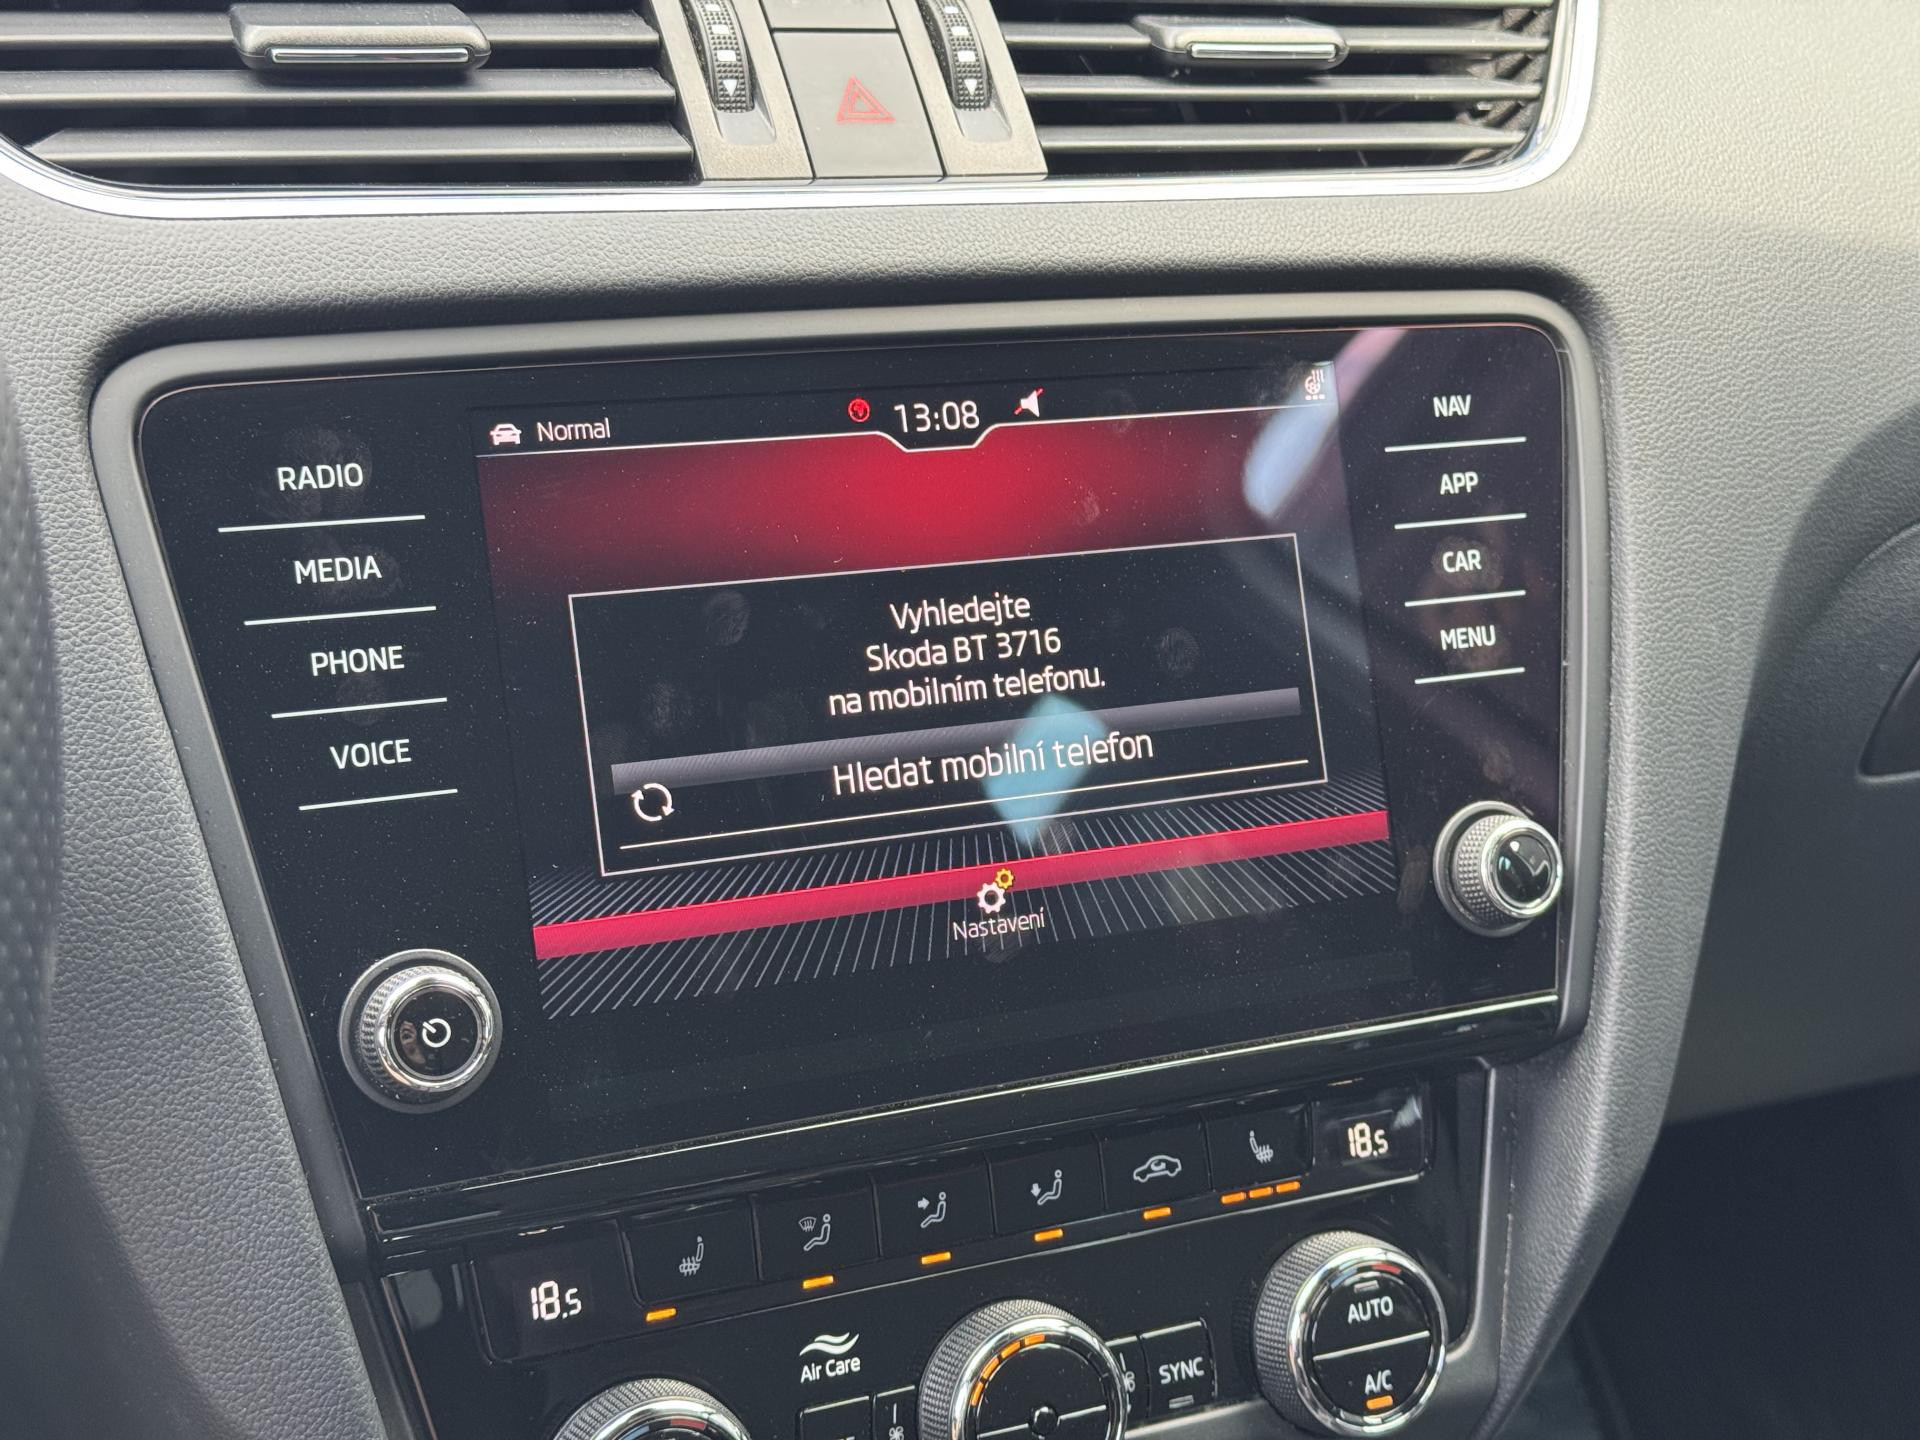 Normal
13:08
RADIO
MEDIA
PHONE
VOICE
NAV
APP
CAR
MENU
Vyhledejte
Skoda BT 3716
na mobilním telefonu.
Hledat mobilní telefon
Nastavení
18.5
18.5
Air Care
SYNC
AUTO
A/C